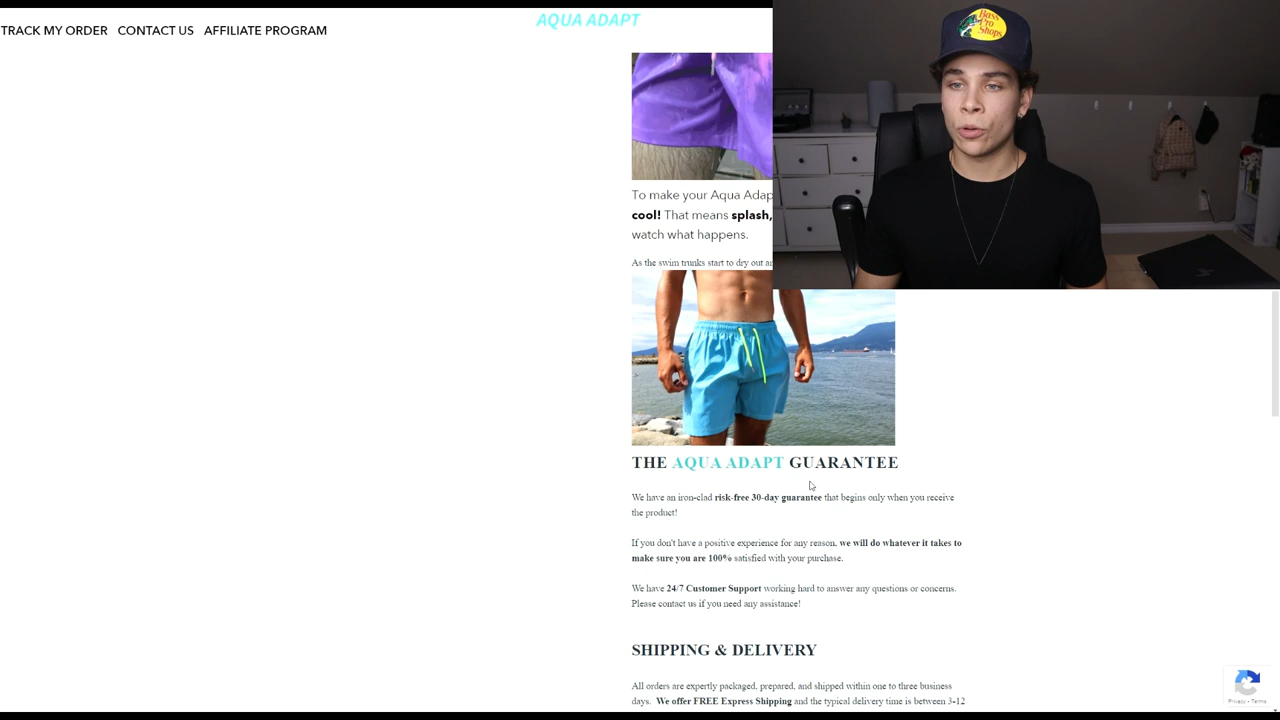 AQUA ADAPT
TRACK MY ORDER CONTACT US AFFILIATE PROGRAM
Bass
Pro
Shops
To make your Aqua Adap
cool! That means splash,
watch what happens.
As the swim trunks start to dry out
THE AQUA ADAPT GUARANTEE
We have an iron-clad risk-free 30-day guarantee that begins only when you receive
the product!
If you don't have a positive experience for any reason, we will do whatever it takes to
make sure you are 100% satisfied with your purchase.
We have 24/7 Customer Support working hard to answer any questions or concerns.
Please contact us if you need any assistance!
SHIPPING & DELIVERY
All orders are expertly packaged, prepared, and shipped within one to three business
days. We offer FREE Express Shipping and the typical delivery time is between 3-12
Privacy - Terms